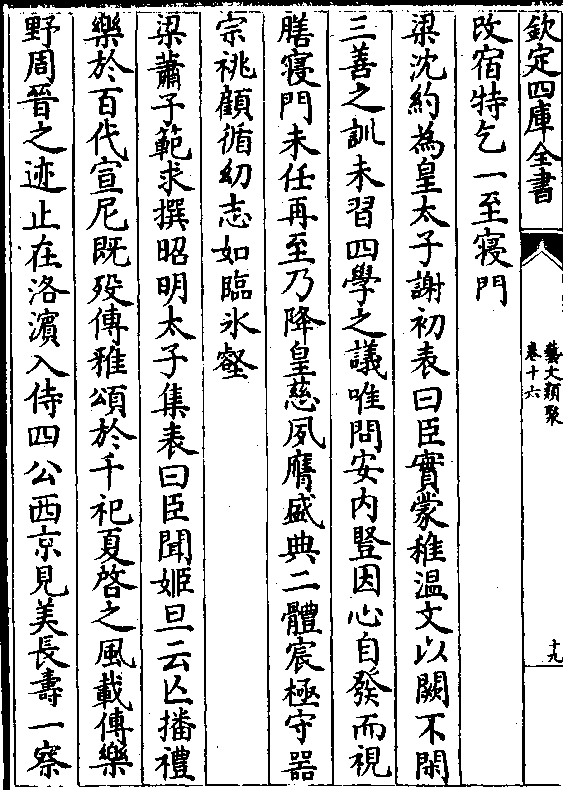 欽定四庫全書
藝文類聚
卷十六
十九
改宿特乞一至寢門
梁沈約為皇太子謝初表曰臣實蒙稚溫文以闕不閑
三善之訓未習四學之議唯問安內豎因心自發而視
膳寢門未任再至乃降皇慈夙膺盛典二體宸極守器
宗祧顧循幼志如臨氷壑
梁蕭子範求撰昭明太子集表曰臣聞姬旦云亾播禮
樂於百代宣尼既歿傳雅頌於千祀夏啓之風載傳樂
野周晉之迹止在洛濱入侍四公西京見美長壽一察